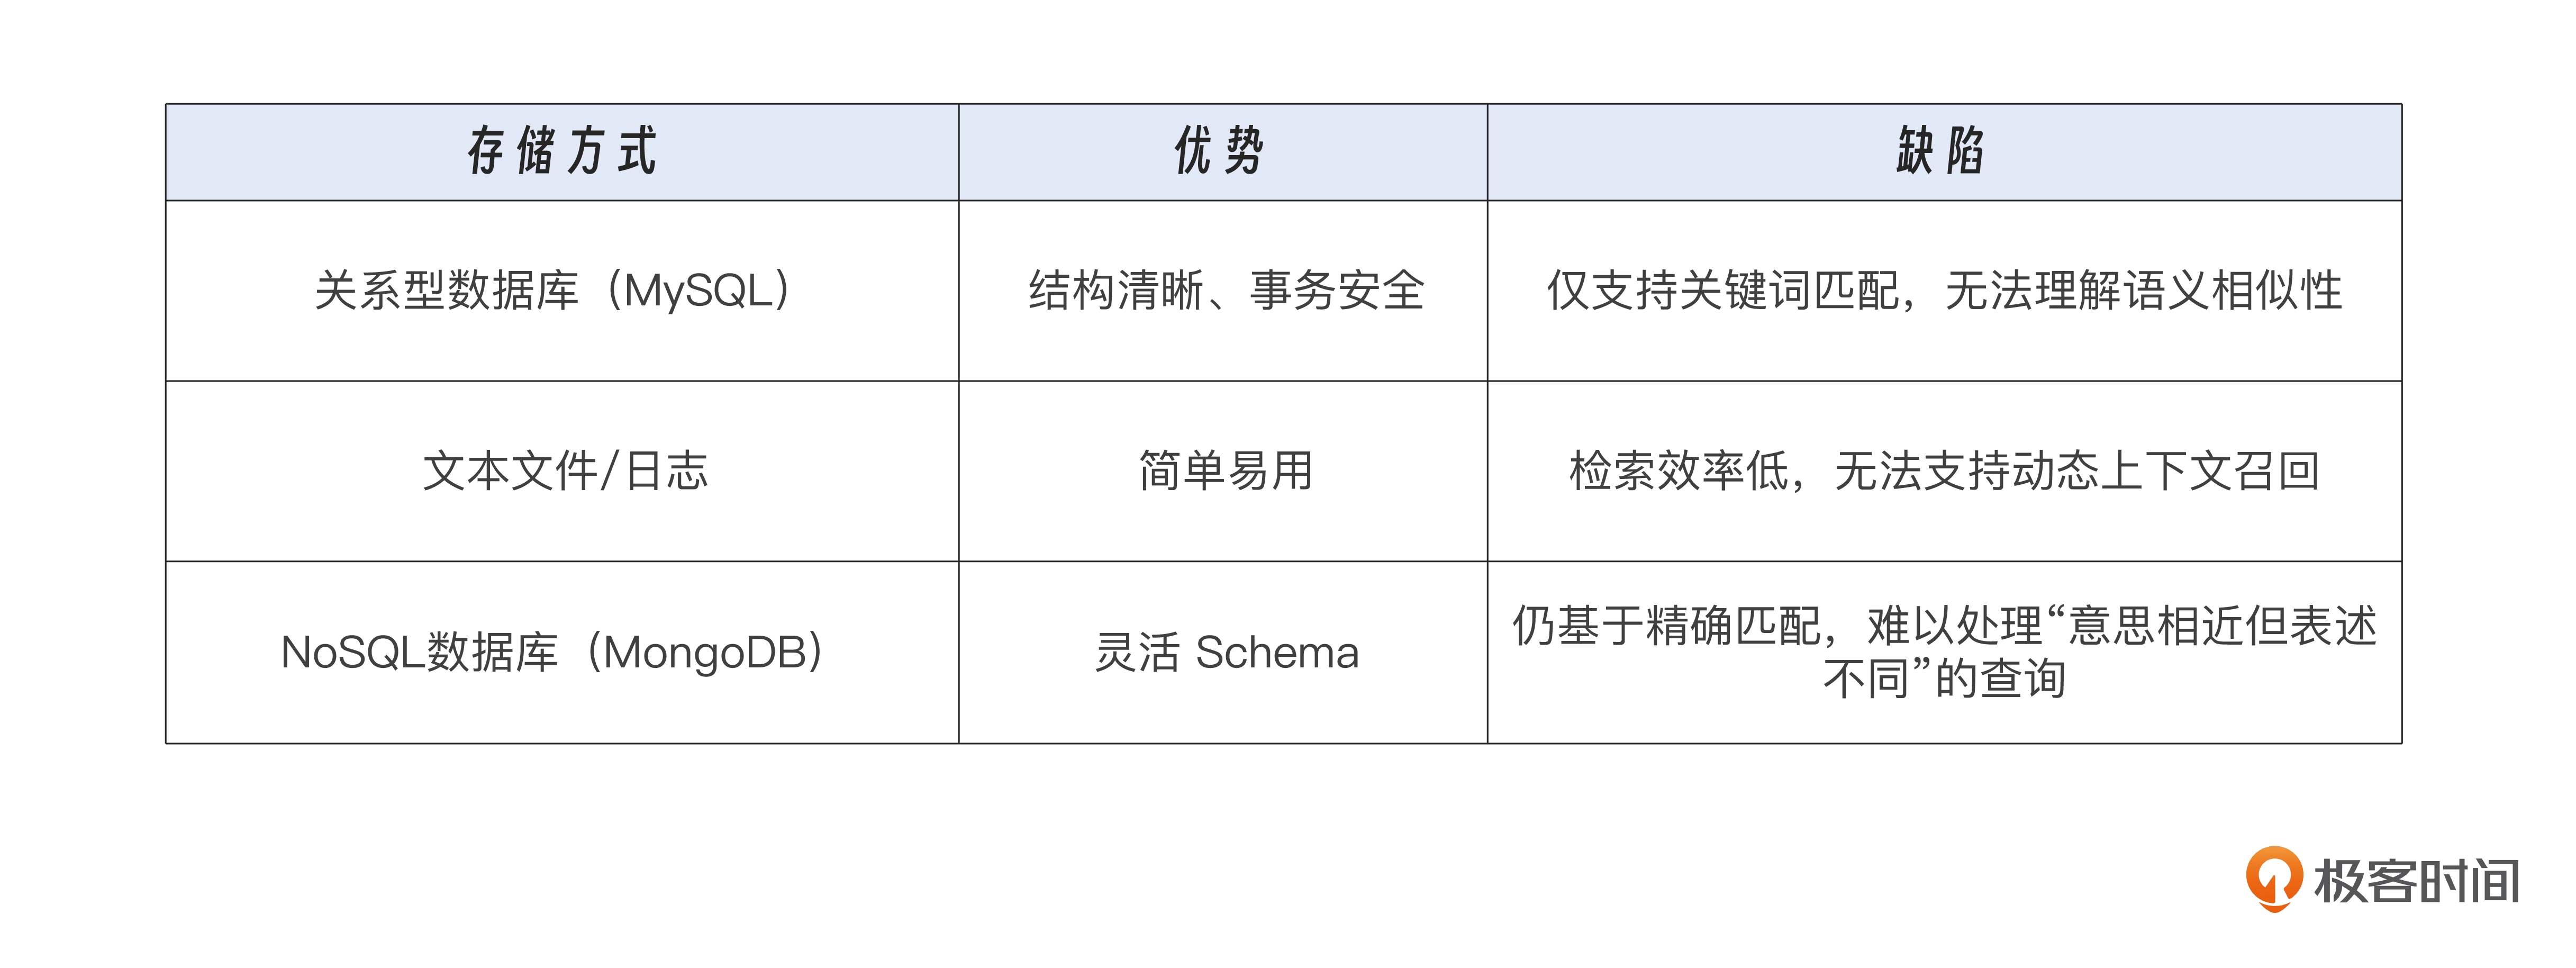 存储方式 优势 缺陷
关系型数据库（MySQL） 结构清晰、事务安全 仅支持关键词匹配，无法理解语义相似性
文本文件/日志 简单易用 检索效率低，无法支持动态上下文召回
NoSQL数据库（MongoDB） 灵活 Schema 仍基于精确匹配，难以处理“意思相近但表述
不同”的查询
极客时间